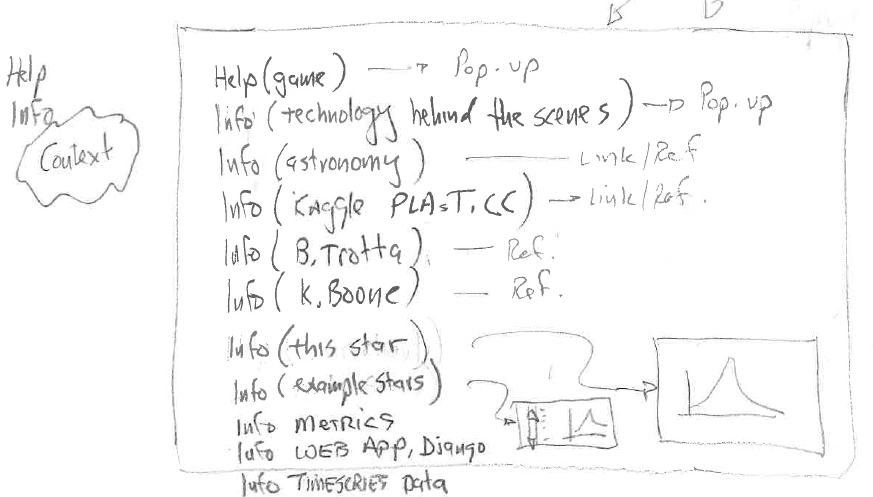 Help
Info
Context
Help (game) → Pop-up
Info (technology behind the scenes) → Pop-up
Info (astronomy) — Link/Ref
Info (Kaggle PLAsTiCC) → Link/Ref.
Info (B. Trotta) — Ref.
Info (K. Boone) — Ref.
Info (this star)
Info (example stars)
Info METRICS
Info WEB APP, Django
Info TIMESERIES Data